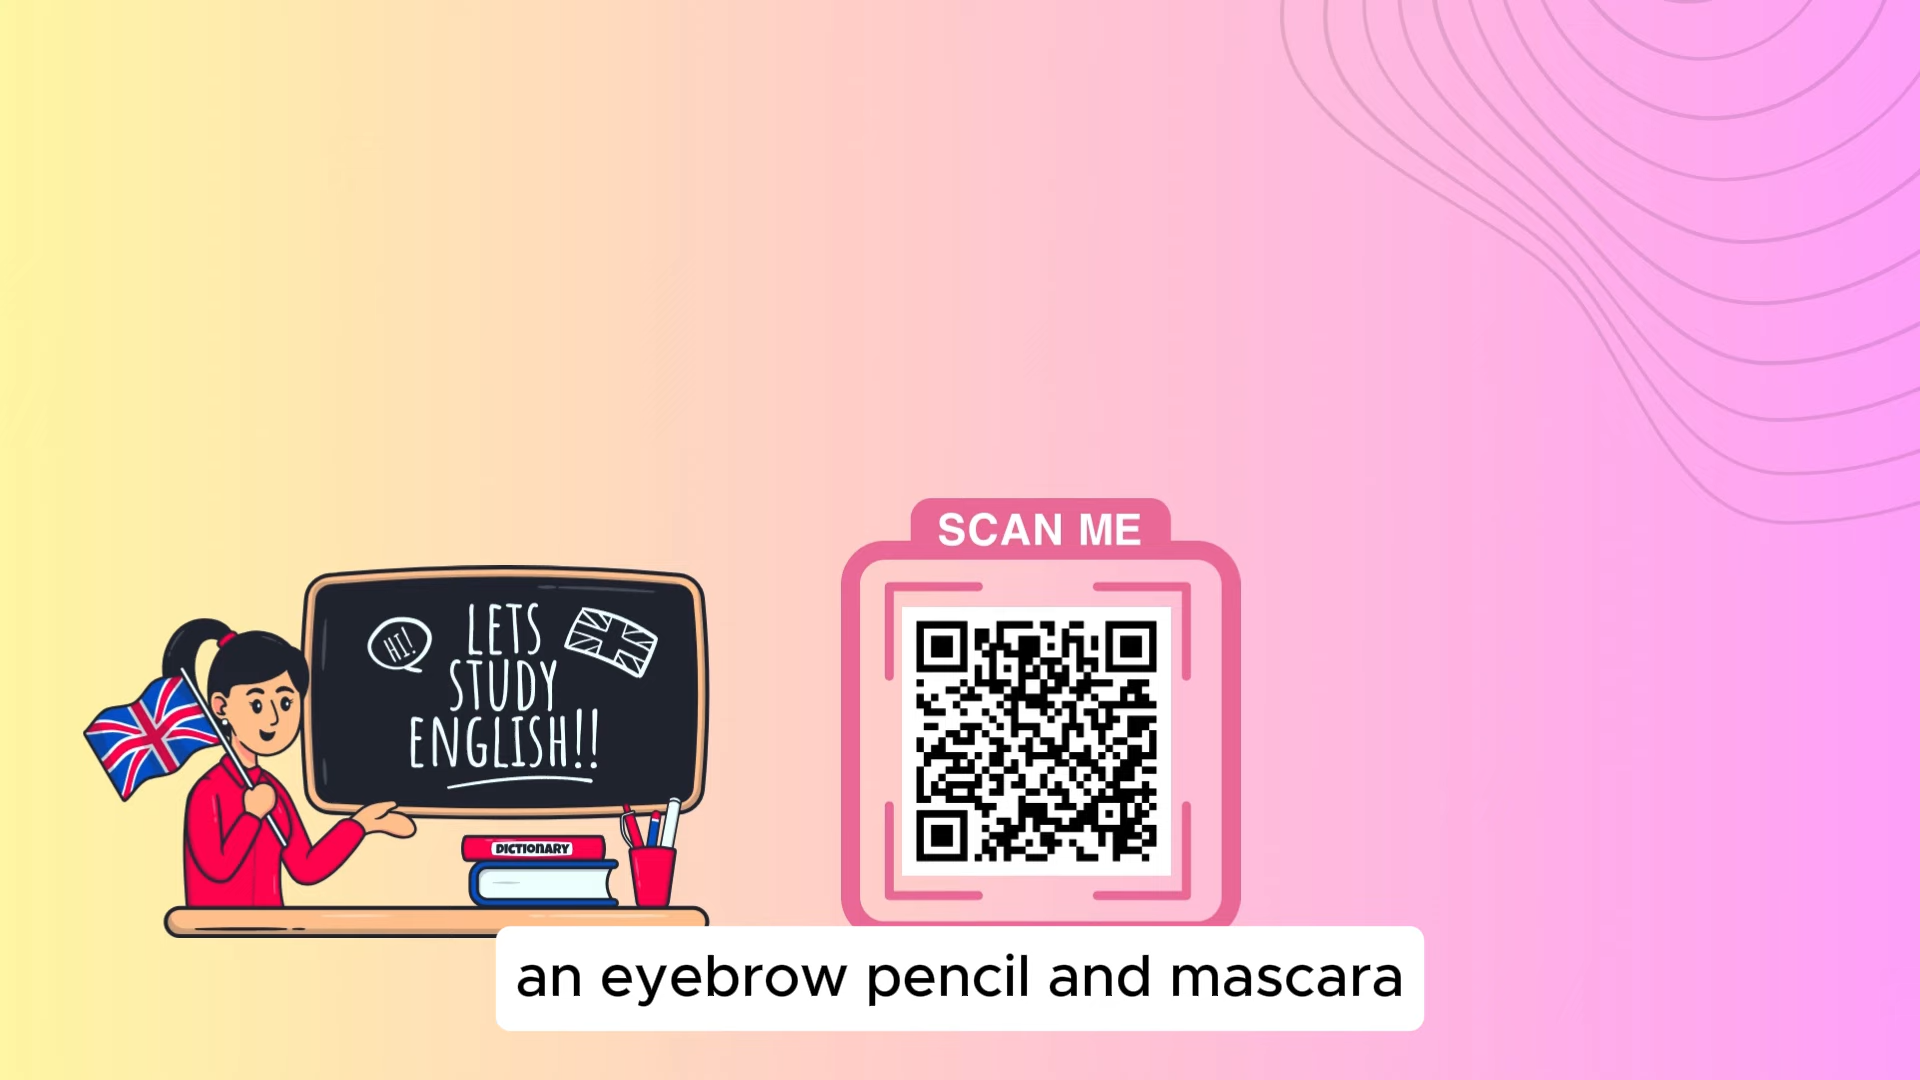 SCAN ME
HI!
LETS
STUDY
ENGLISH!!
DICTIONARY
an eyebrow pencil and mascara